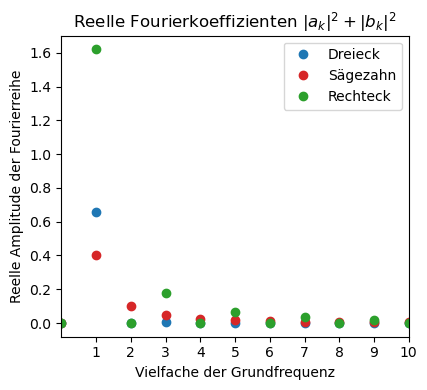 Reelle Fourierkoeffizienten $|a_k|^2 + |b_k|^2$
Dreieck
Sägezahn
Rechteck
Reelle Amplitude der Fourierreihe
1.6
1.4
1.2
1.0
0.8
0.6
0.4
0.2
0.0
1 2 3 4 5 6 7 8 9 10
Vielfache der Grundfrequenz